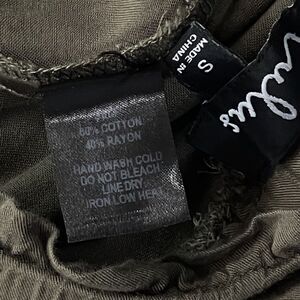 60% COTTON
40% RAYON
HAND WASH COLD
DO NOT BLEACH
LINE DRY
IRON LOW HEAT
S
MADE IN
CHINA